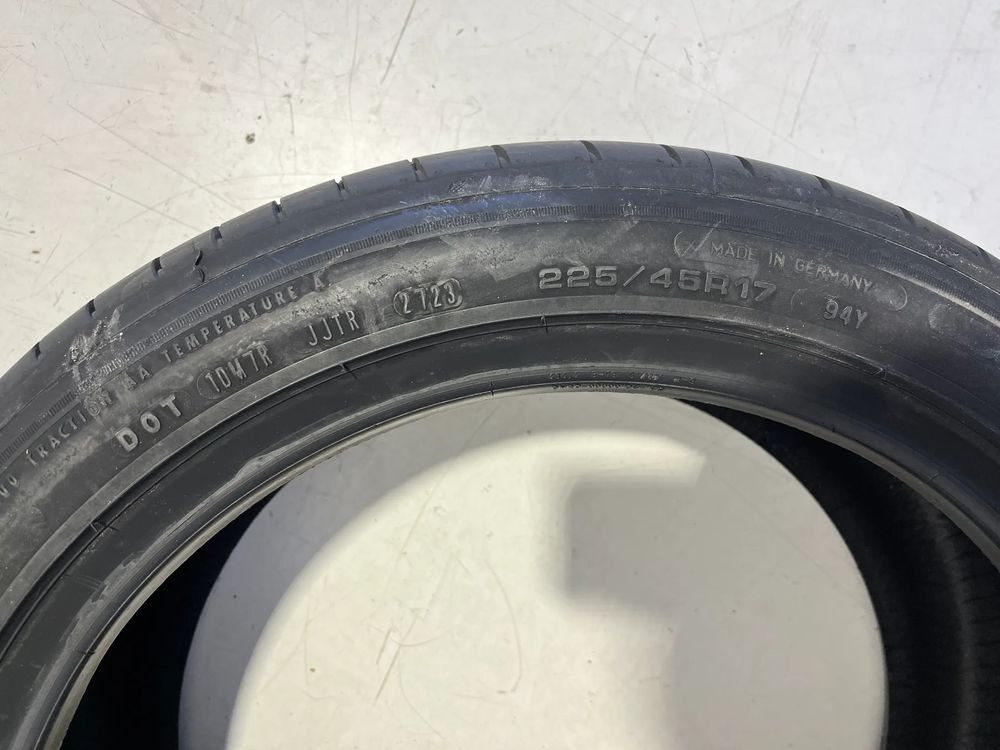 TRACTION AA TEMPERATURE A
DOT 1DM7R JJTR 2723
225/45R17 94Y
MADE IN GERMANY